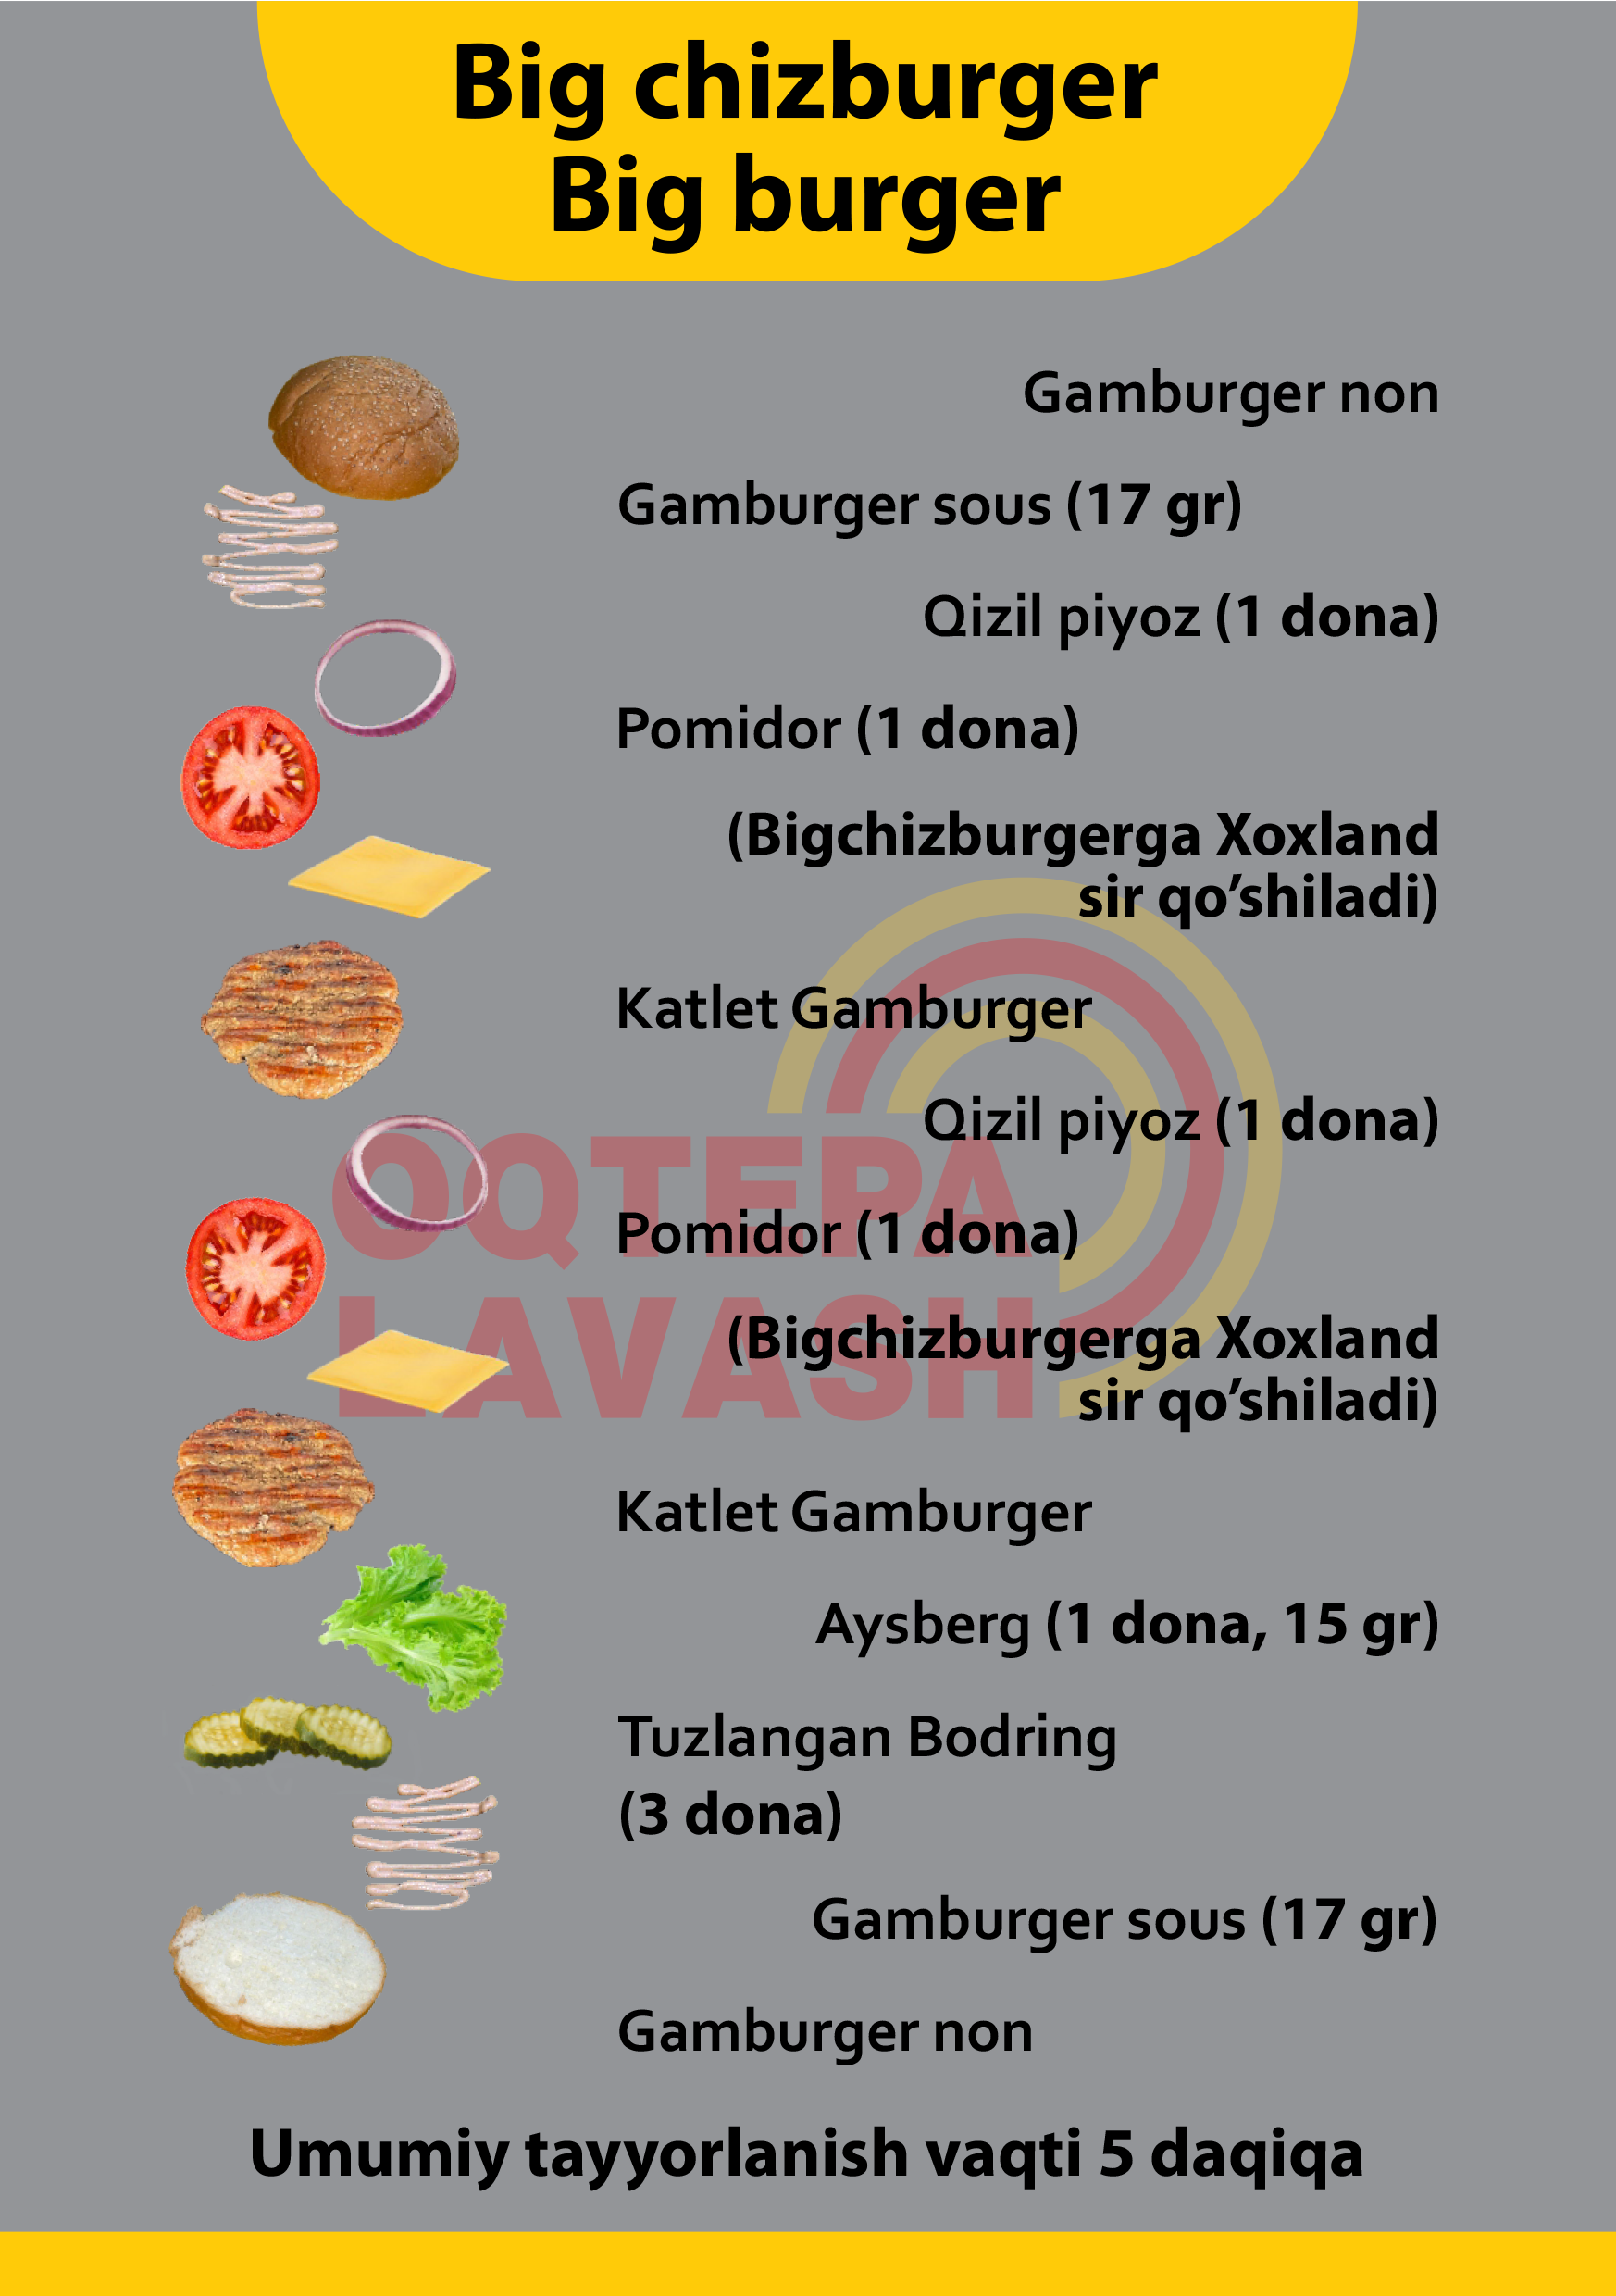 Big chizburger
Big burger
Gamburger non
Gamburger sous (17 gr)
Qizil piyoz (1 dona)
Pomidor (1 dona)
(Bigchizburgerga Xoxland
sir qo’shiladi)
Katlet Gamburger
Qizil piyoz (1 dona)
OQTEPA
Pomidor (1 dona)
LAVASH
(Bigchizburgerga Xoxland
sir qo’shiladi)
Katlet Gamburger
Aysberg (1 dona, 15 gr)
Tuzlangan Bodring
(3 dona)
Gamburger sous (17 gr)
Gamburger non
Umumiy tayyorlanish vaqti 5 daqiqa